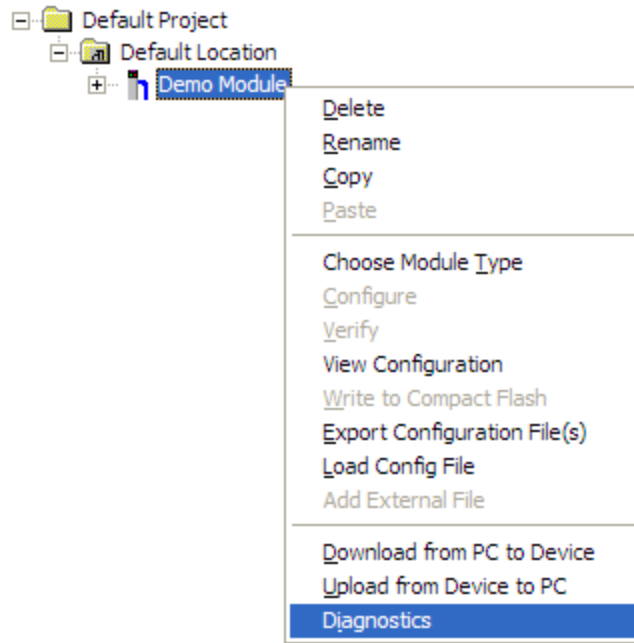 Default Project
Default Location
Demo Module
Delete
Rename
Copy
Paste
Choose Module Type
Configure
Verify
View Configuration
Write to Compact Flash
Export Configuration File(s)
Load Config File
Add External File
Download from PC to Device
Upload from Device to PC
Diagnostics